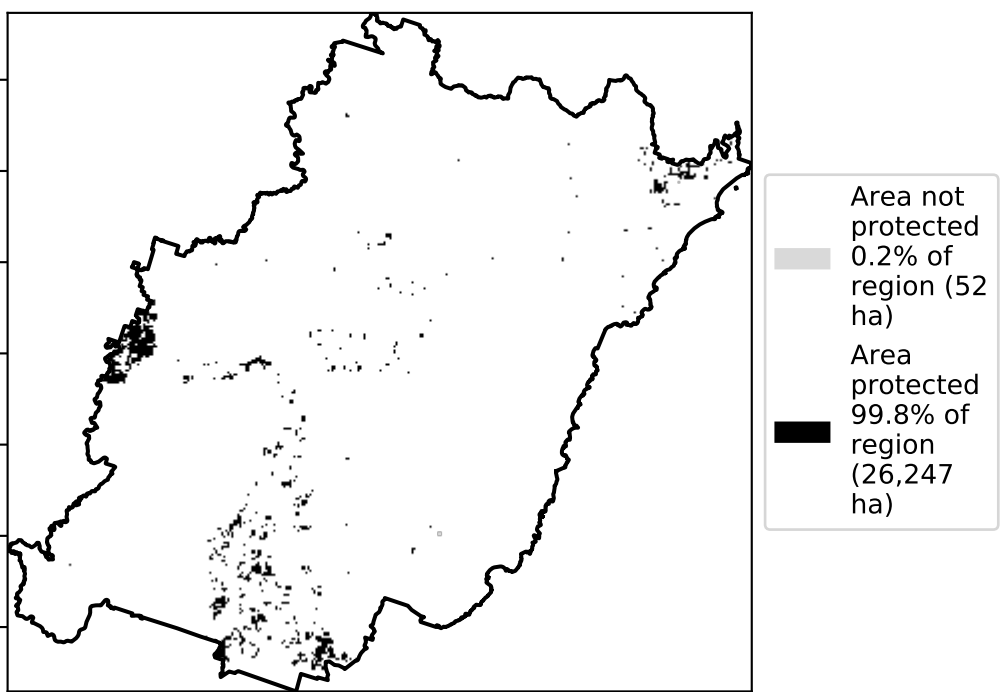 Area not
protected
0.2% of
region (52
ha)
Area
protected
99.8% of
region
(26,247
ha)